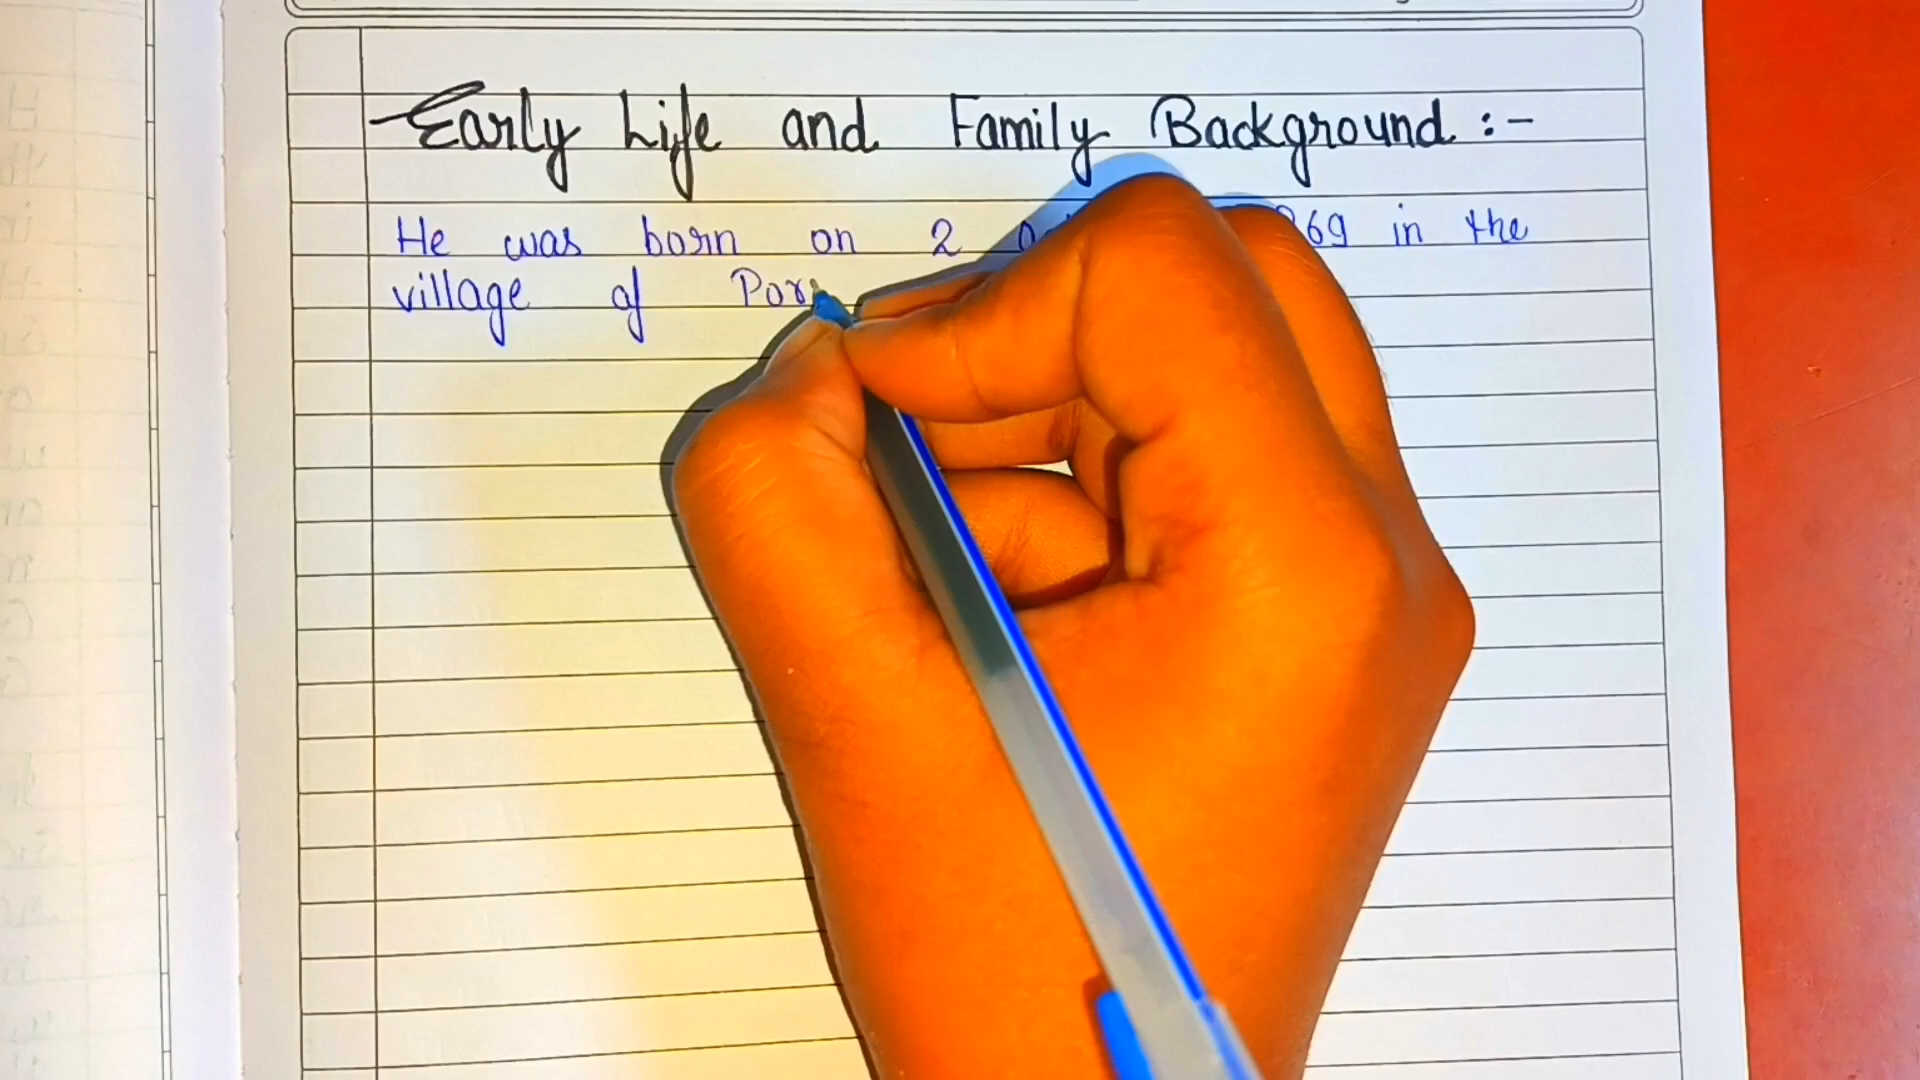 Early Life and Family Background :-
He was born on 2 69 in the
village of Por